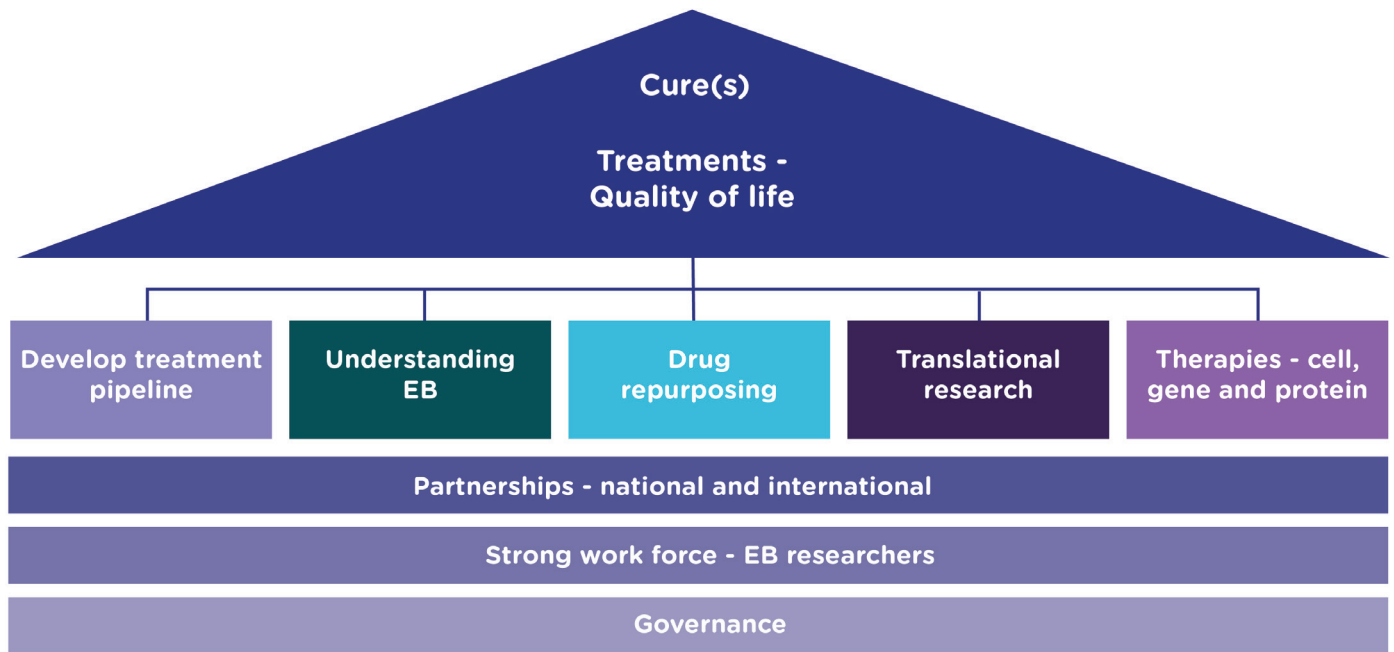 Cure(s)
Treatments -
Quality of life
Develop treatment
pipeline
Understanding
EB
Drug
repurposing
Translational
research
Therapies - cell,
gene and protein
Partnerships - national and international
Strong work force - EB researchers
Governance